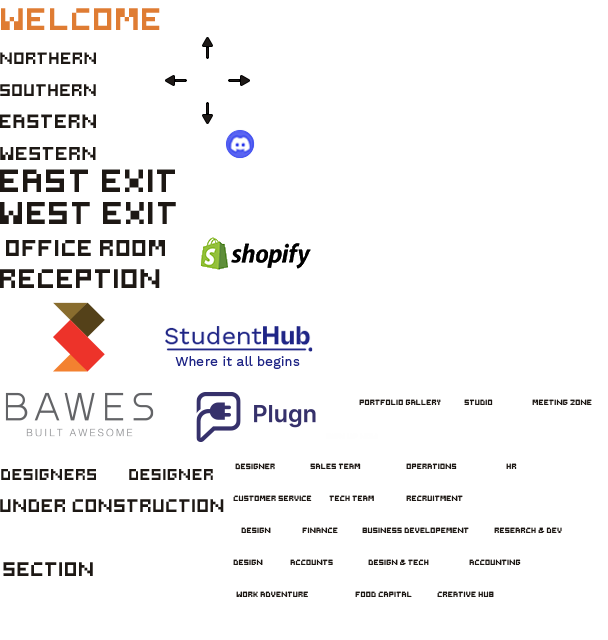 WELCOME
NORTHERN
SOUTHERN
EASTERN
WESTERN
EAST EXIT
WEST EXIT
OFFICE ROOM
shopify
RECEPTION
StudentHub.
Where it all begins
BAWES
BUILT AWESOME
Plugn
PORTFOLIO GALLERY STUDIO MEETING ZONE
DESIGNERS DESIGNER
DESIGNER SALES TEAM OPERATIONS HR
UNDER CONSTRUCTION
CUSTOMER SERVICE TECH TEAM RECRUITMENT
DESIGN FINANCE BUSINESS DEVELOPEMENT RESEARCH & DEV
SECTION
DESIGN ACCOUNTS DESIGN & TECH ACCOUNTING
WORK ADVENTURE FOOD CAPITAL CREATIVE HUB